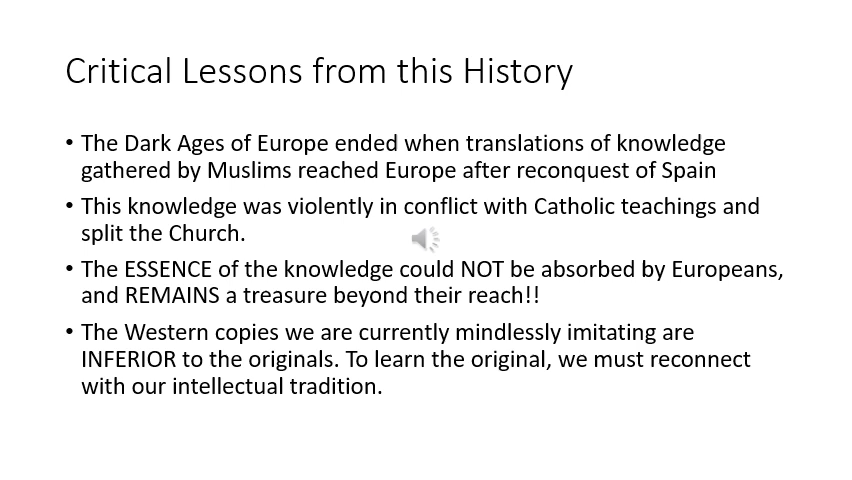 Critical Lessons from this History
• The Dark Ages of Europe ended when translations of knowledge
gathered by Muslims reached Europe after reconquest of Spain
• This knowledge was violently in conflict with Catholic teachings and
split the Church.
• The ESSENCE of the knowledge could NOT be absorbed by Europeans,
and REMAINS a treasure beyond their reach!!
• The Western copies we are currently mindlessly imitating are
INFERIOR to the originals. To learn the original, we must reconnect
with our intellectual tradition.